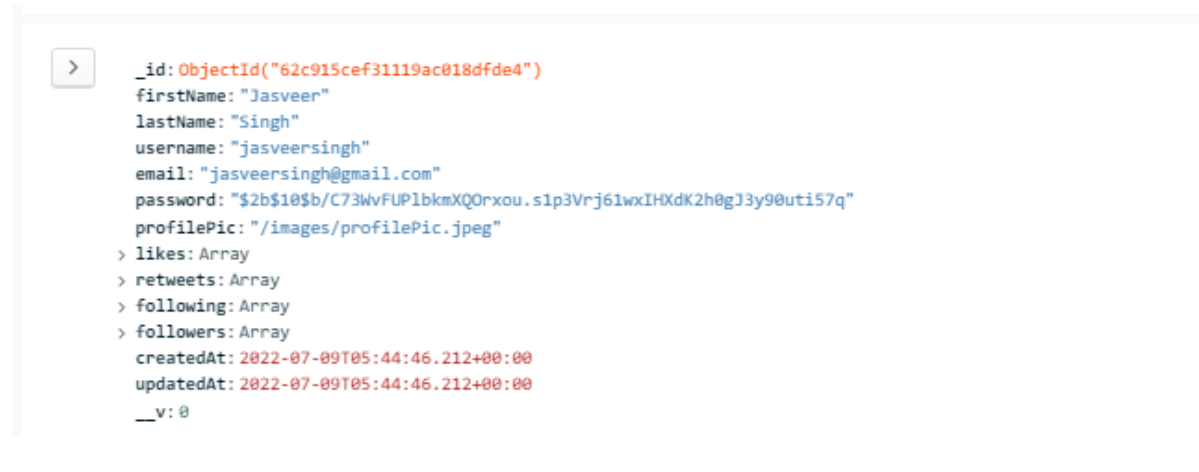 _id: ObjectId("62c915cef31119ac018dfde4")
firstName: "Jasveer"
lastName: "Singh"
username: "jasveersingh"
email: "jasveersingh@gmail.com"
password: "$2b$10$b/C73WvFUPlbkmXQOrxou.s1p3Vrj61wxIHXdK2h0gJ3y90uti57q"
profilePic: "/images/profilePic.jpeg"
> likes: Array
> retweets: Array
> following: Array
> followers: Array
createdAt: 2022-07-09T05:44:46.212+00:00
updatedAt: 2022-07-09T05:44:46.212+00:00
__v: 0